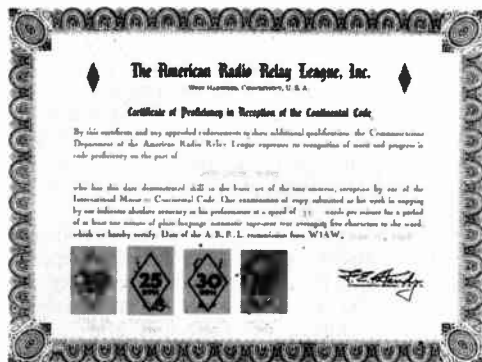 The American Radio Relay League, Inc.
West Hartford, Connecticut, U. S. A.
Certificate of Proficiency in Reception of the Continental Code
By this certificate and any appended endorsements to show additional qualifications the Communications
Department of the American Radio Relay League expresses its recognition of merit and progress in
code proficiency on the part of
who has this date demonstrated skill in the basic art of the true amateur, reception by ear of the
International Morse or Continental Code. Our examination of copy submitted as his work in copying
by ear indicates absolute accuracy in his performance at a speed of words per minute for a period
of at least one minute of plain language automatic tape-sent text averaging five characters to the word,
which we hereby certify. Date of the A. R. R. L. transmission from W1AW.
25
30